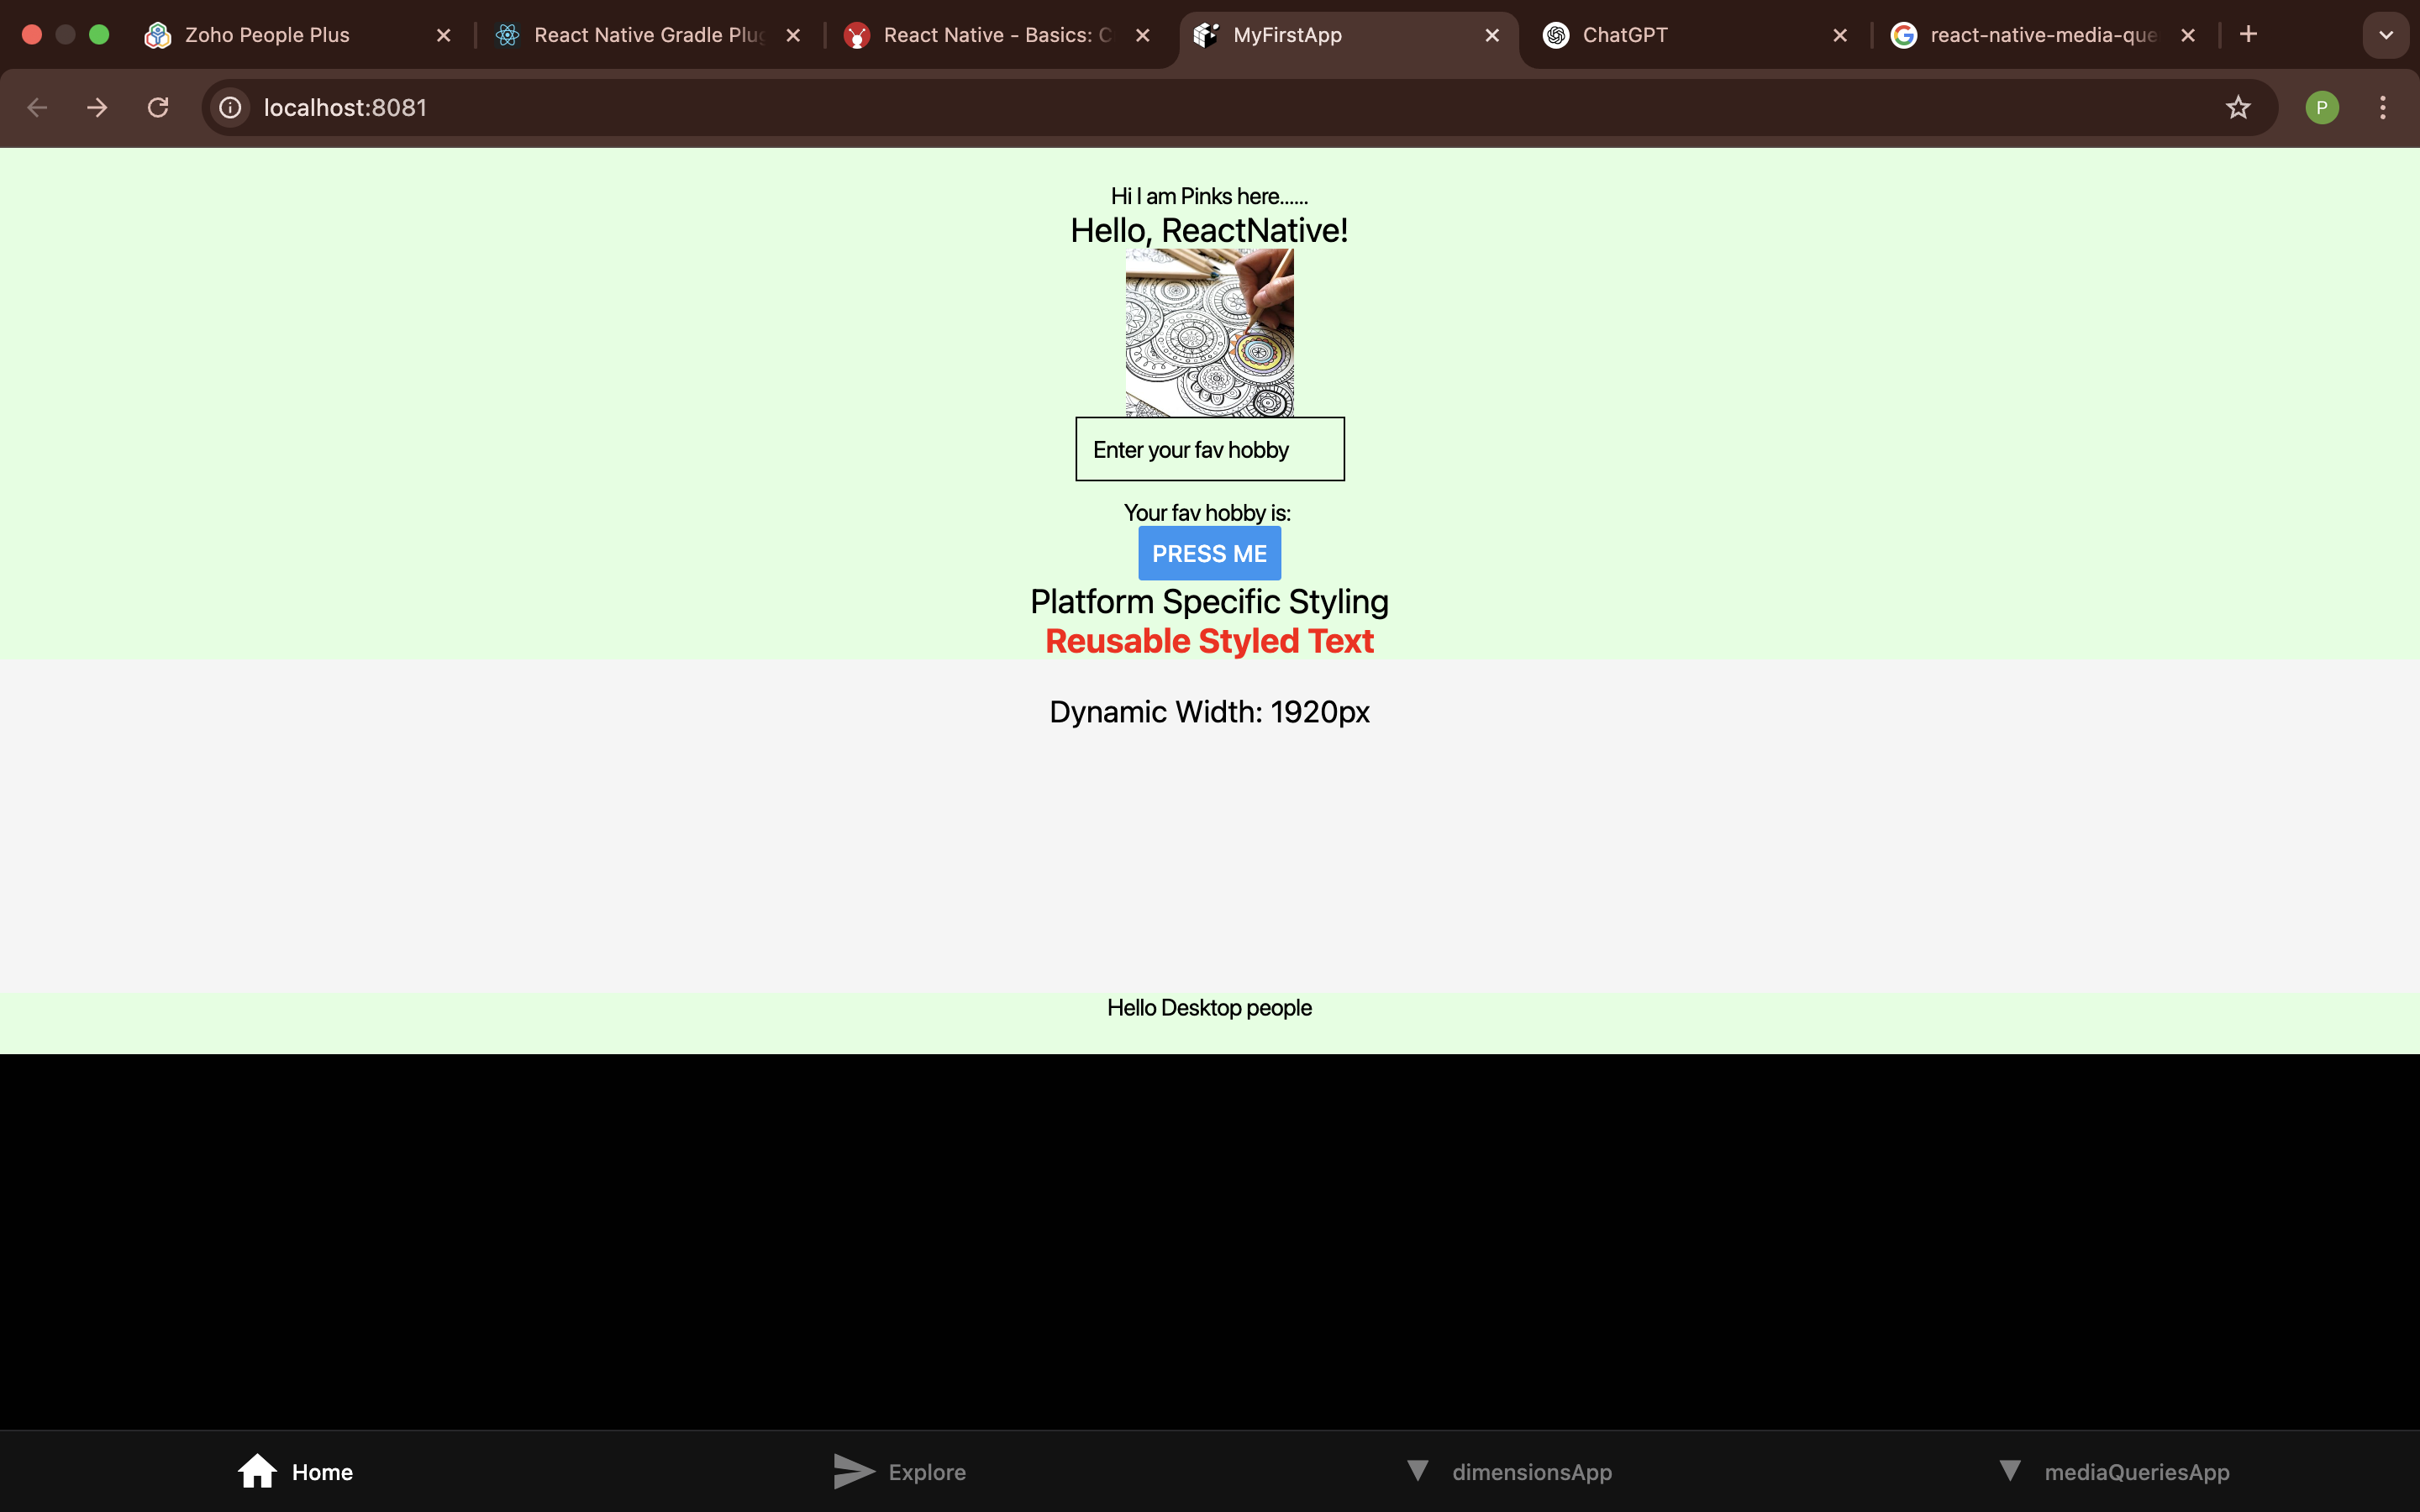 Zoho People Plus
React Native Gradle Plug
React Native - Basics: C
MyFirstApp
ChatGPT
react-native-media-que
localhost:8081
P
Hi I am Pinks here......
Hello, ReactNative!
Enter your fav hobby
Your fav hobby is:
PRESS ME
Platform Specific Styling
Reusable Styled Text
Dynamic Width: 1920px
Hello Desktop people
Home
Explore
dimensionsApp
mediaQueriesApp